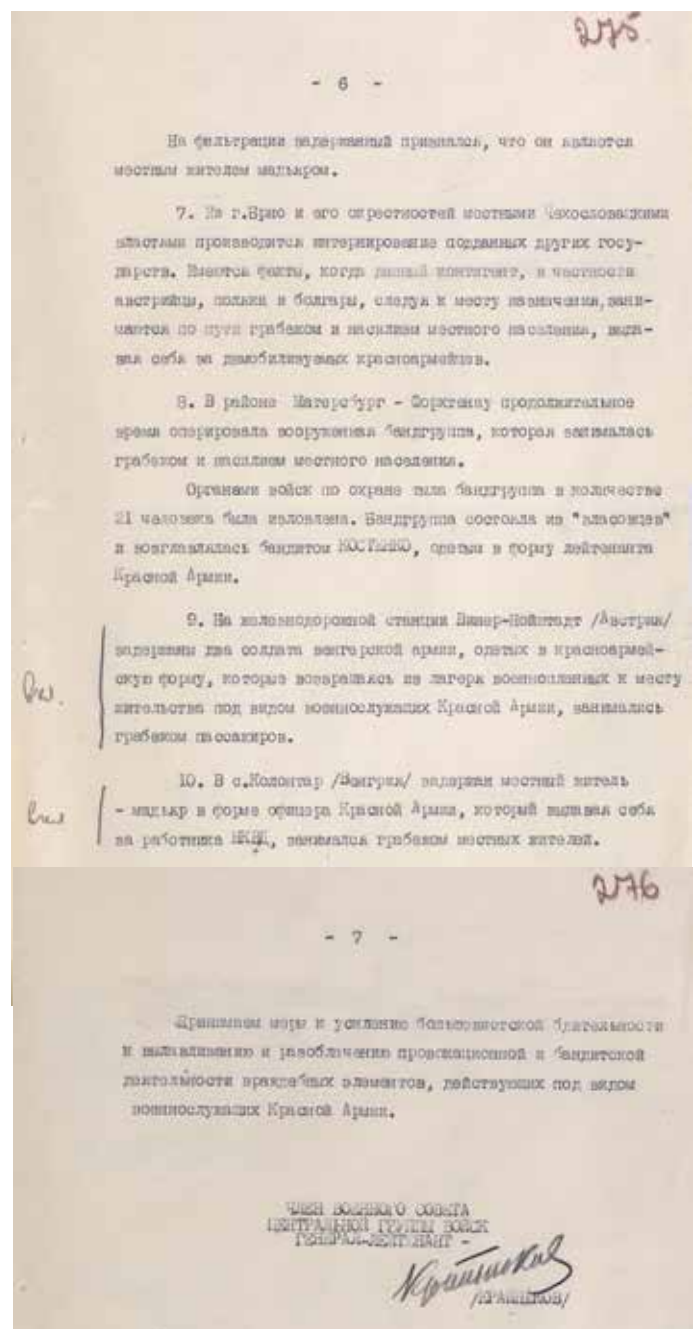 275.
- 6 -
На фильтрации задержанный признался, что он является
местным жителем мадьяром.
7. Из г.Брно и его окрестностей местными Чехословацкими
властями производится интернирование подданных других госу-
дарств. Имеются факты, когда данный контингент, в частности
австрийцы, поляки и болгары, следуя к месту назначения, зани-
маются по пути грабежом и насилием местного населения, выда-
вая себя за демобилизуемых красноармейцев.
8. В районе Матерсбург - Форхтенау продолжительное
время оперировала вооруженная бандгруппа, которая занималась
грабежом и насилием местного населения.
Органами войск по охране тыла бандгруппа в количестве
21 человека была изловлена. Бандгруппа состояла из "власовцев"
и возглавлялась бандитом КОСТЕНКО, одетым в форму лейтенанта
Красной Армии.
9. На железнодорожной станции Винер-Нойштадт /Австрия/
задержаны два солдата венгерской армии, одетых в красноармей-
скую форму, которые возвращаясь из лагеря военнопленных к месту
жительства под видом военнослужащих Красной Армии, занимались
грабежом пассажиров.
10. В с.Колонтар /Венгрия/ задержан местный житель
- мадьяр в форме офицера Красной Армии, который выдавая себя
за работника НКВД, занимался грабежом местных жителей.
276
- 7 -
Принимаем меры к усилению большевистской бдительности
и вылавливанию и разоблачению провокационной и бандитской
деятельности враждебных элементов, действующих под видом
военнослужащих Красной Армии.
ЧЛЕН ВОЕННОГО СОВЕТА
ЦЕНТРАЛЬНОЙ ГРУППЫ ВОЙСК
ГЕНЕРАЛ-ЛЕЙТЕНАНТ -
/КРАЙНЮКОВ/